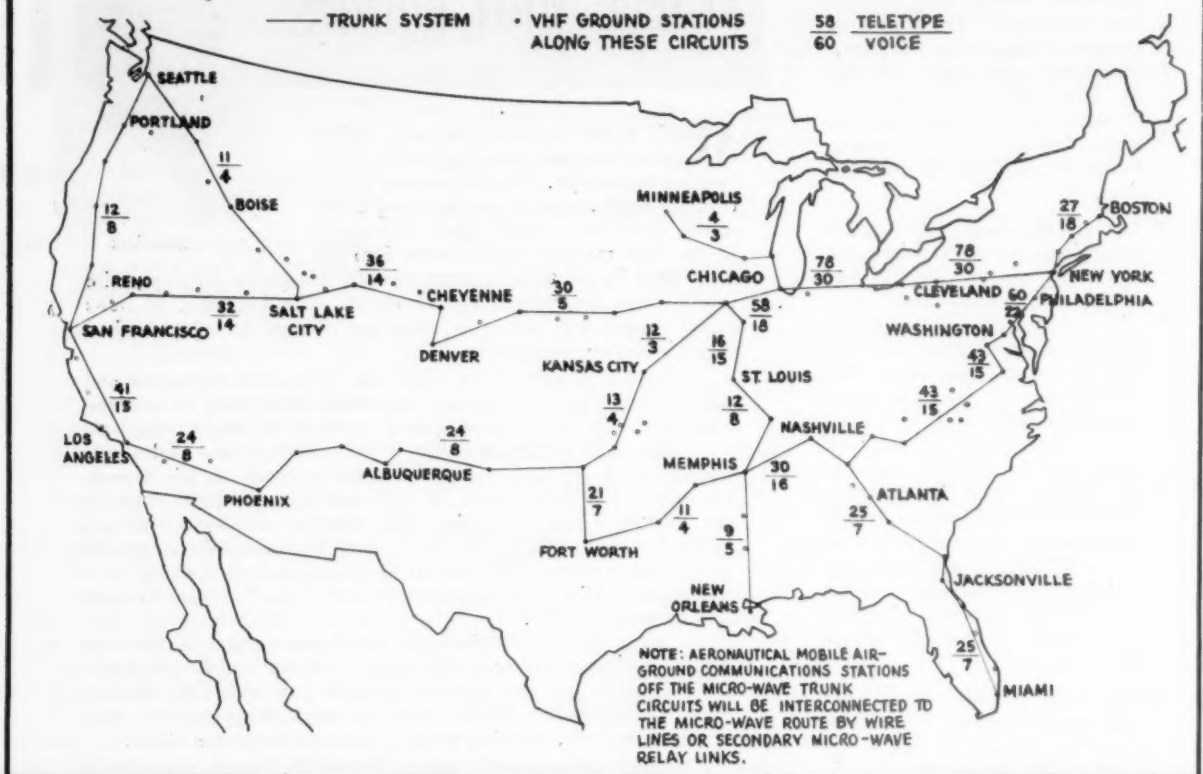 TRUNK SYSTEM
• VHF GROUND STATIONS
ALONG THESE CIRCUITS
58 TELETYPE
60 VOICE
SEATTLE
PORTLAND
11
4
BOISE
12
8
MINNEAPOLIS
4
3
27
18
BOSTON
RENO
36
14
CHICAGO
78
30
78
30
NEW YORK
CHEYENNE
30
5
CLEVELAND
60
22
PHILADELPHIA
SAN FRANCISCO
32
14
SALT LAKE
CITY
58
18
WASHINGTON
DENVER
12
3
16
15
KANSAS CITY
ST. LOUIS
43
15
41
15
13
4
12
8
43
15
NASHVILLE
LOS
ANGELES
24
8
24
8
ALBUQUERQUE
MEMPHIS
30
16
PHOENIX
21
7
11
4
ATLANTA
25
7
FORT WORTH
9
5
JACKSONVILLE
NEW
ORLEANS
25
7
MIAMI
NOTE: AERONAUTICAL MOBILE AIR-
GROUND COMMUNICATIONS STATIONS
OFF THE MICRO-WAVE TRUNK
CIRCUITS WILL BE INTERCONNECTED TO
THE MICRO-WAVE ROUTE BY WIRE
LINES OR SECONDARY MICRO-WAVE
RELAY LINKS.